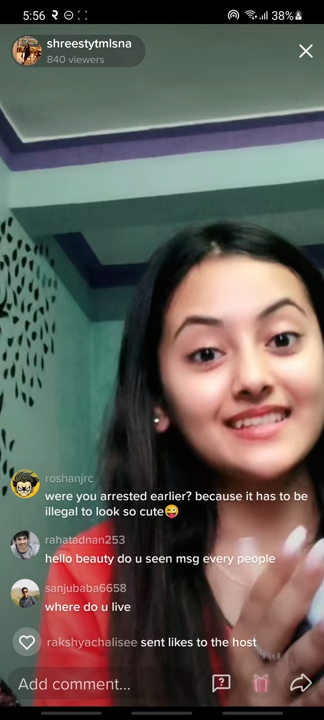 5:56
38%
shreestytmlsna
840 viewers
roshanjrc
were you arrested earlier? because it has to be
illegal to look so cute😜
rahatadnan253
hello beauty do u seen msg every people
sanjubaba6658
where do u live
rakshyachalisee sent likes to the host
Add comment...